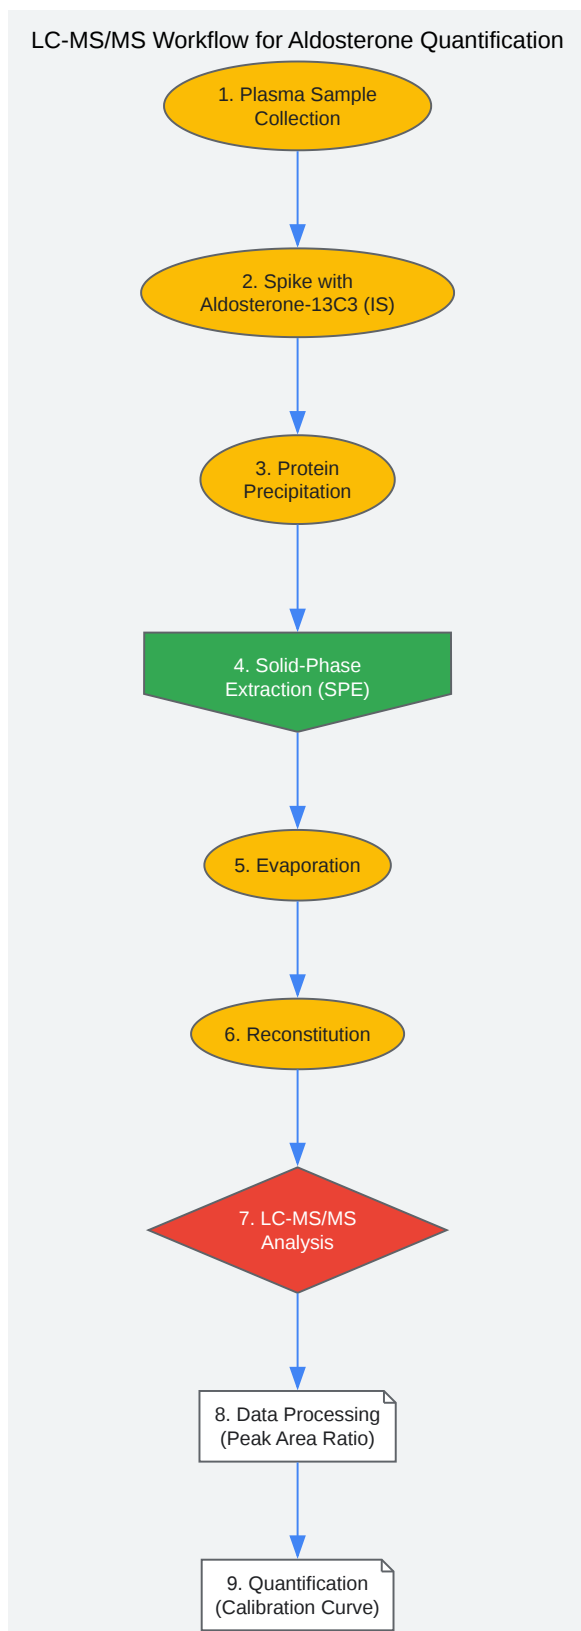 LC-MS/MS Workflow for Aldosterone Quantification
1. Plasma Sample
Collection
2. Spike with
Aldosterone-13C3 (IS)
3. Protein
Precipitation
4. Solid-Phase
Extraction (SPE)
5. Evaporation
6. Reconstitution
7. LC-MS/MS
Analysis
8. Data Processing
(Peak Area Ratio)
9. Quantification
(Calibration Curve)